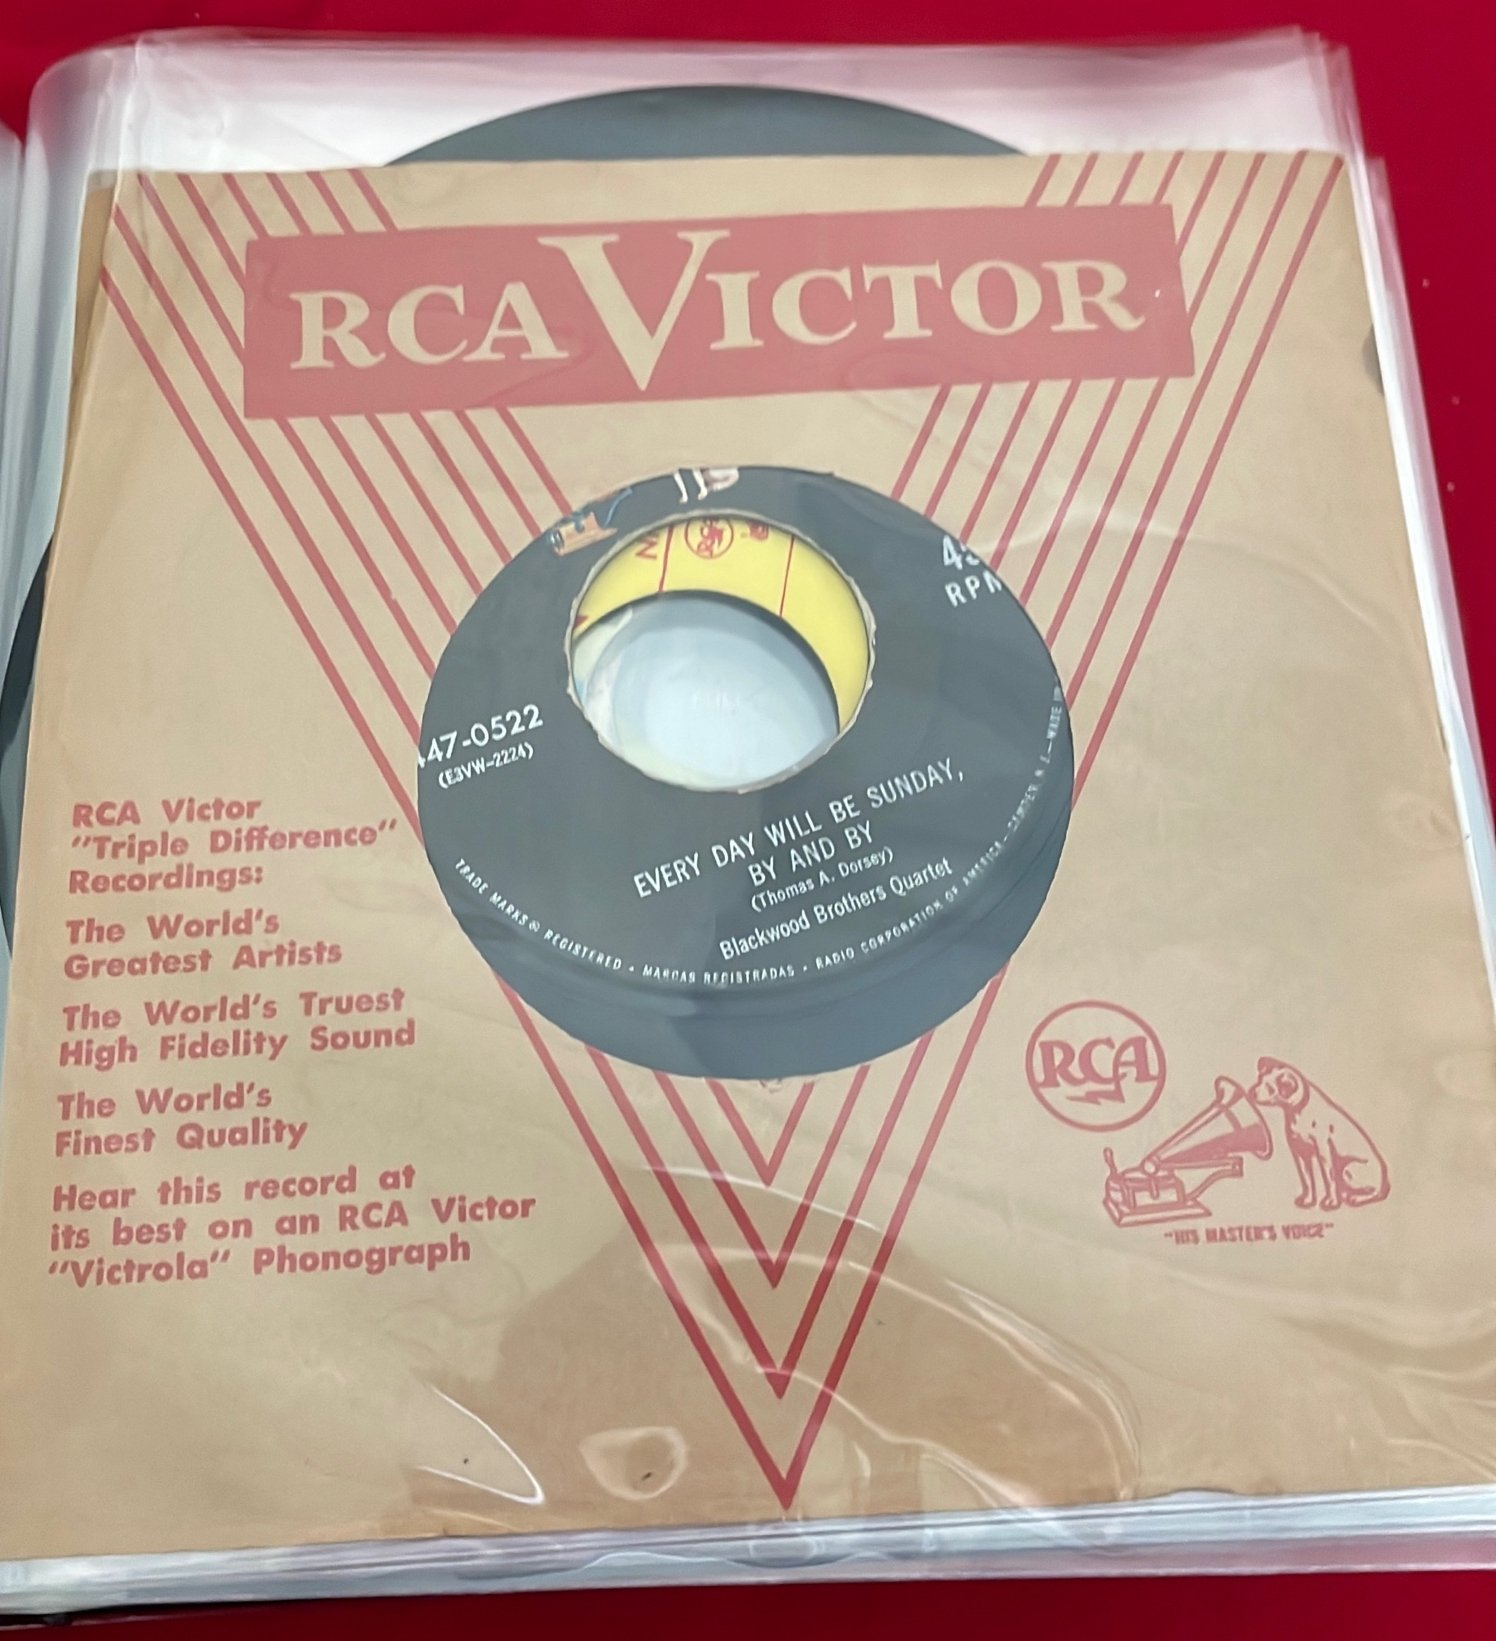 RCA VICTOR
45
RPM
447-0522
(E3VW-2224)
EVERY DAY WILL BE SUNDAY,
BY AND BY
(Thomas A. Dorsey)
Blackwood Brothers Quartet
TRADE MARKS ® REGISTERED • MARCAS REGISTRADAS • RADIO CORPORATION OF AMERICA—CAMDEN, N. J.—MADE
RCA Victor
"Triple Difference"
Recordings:
The World's
Greatest Artists
The World's Truest
High Fidelity Sound
The World's
Finest Quality
Hear this record at
its best on an RCA Victor
"Victrola" Phonograph
RCA
"HIS MASTER'S VOICE"